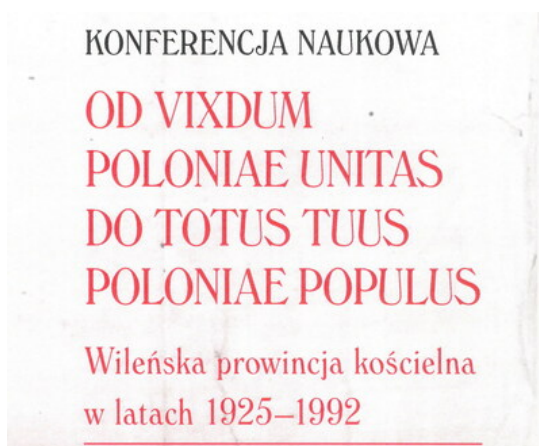 KONFERENCJA NAUKOWA
OD VIXDUM
POLONIAE UNITAS
DO TOTUS TUUS
POLONIAE POPULUS
Wileńska prowincja kościelna
w latach 1925–1992